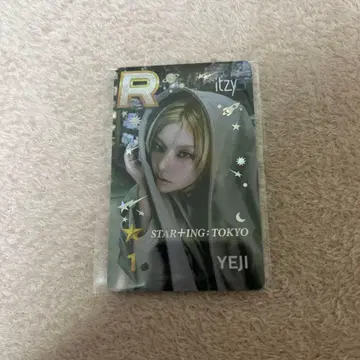 R
itzy
STAR+ING: TOKYO
1
YEJI